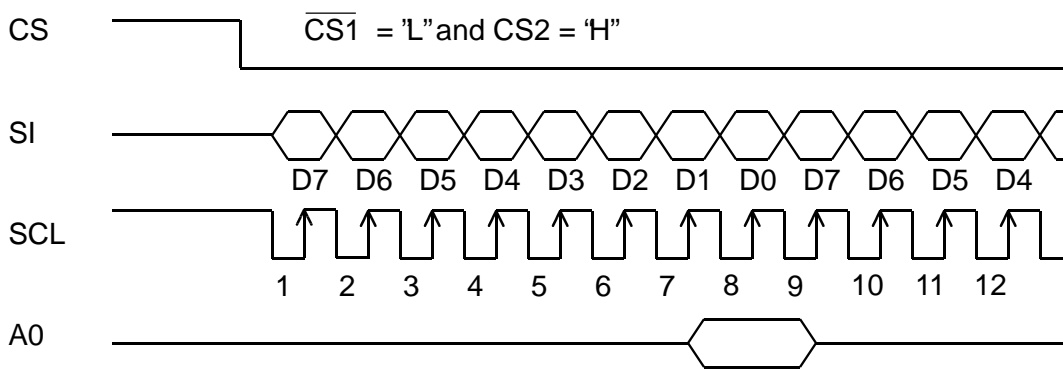 CS C̅S̅1̅ = ”L” and CS2 = “H”
SI
D7 D6 D5 D4 D3 D2 D1 D0 D7 D6 D5 D4
SCL
1 2 3 4 5 6 7 8 9 10 11 12
A0